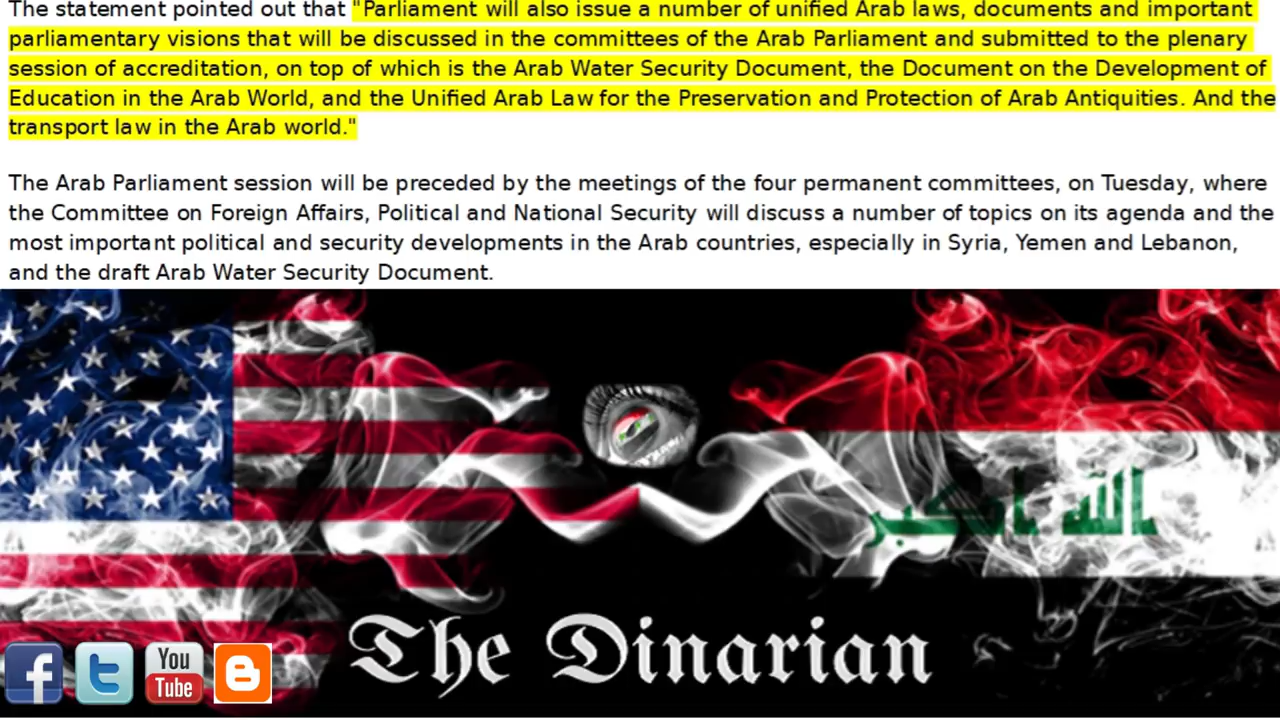 The statement pointed out that "Parliament will also issue a number of unified Arab laws, documents and important
parliamentary visions that will be discussed in the committees of the Arab Parliament and submitted to the plenary
session of accreditation, on top of which is the Arab Water Security Document, the Document on the Development of
Education in the Arab World, and the Unified Arab Law for the Preservation and Protection of Arab Antiquities. And the
transport law in the Arab world."
The Arab Parliament session will be preceded by the meetings of the four permanent committees, on Tuesday, where
the Committee on Foreign Affairs, Political and National Security will discuss a number of topics on its agenda and the
most important political and security developments in the Arab countries, especially in Syria, Yemen and Lebanon,
and the draft Arab Water Security Document.
الله اكبر
The Dinarian
f t You
Tube